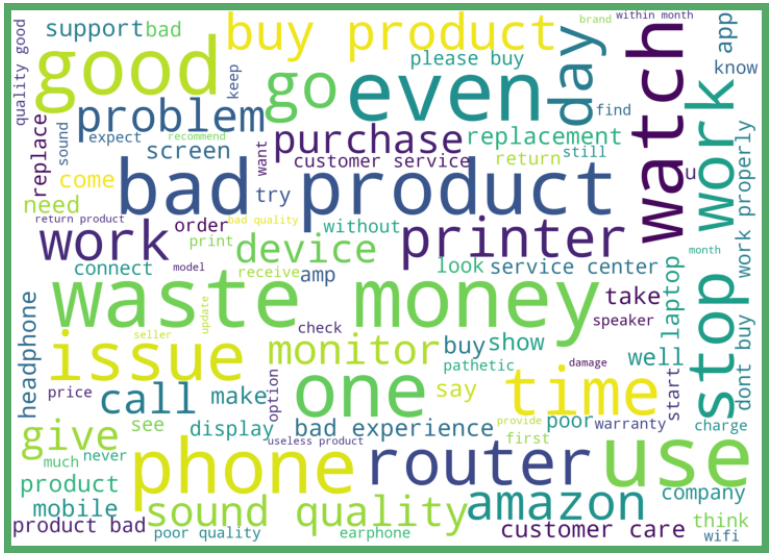 quality good
support bad
buy product
brand
within month
good
go
please buy
even
day
watch
app
know
keep
find
problem
expect
recommend
replace
sound
screen
purchase
replacement
want
customer service
return
still
u
stop work
work properly
come
need
bad product
try
return product
order
bad quality
without
work
print
device
printer
month
connect
model
receive
amp
look
service center
waste money
take
laptop
headphone
seller
update
check
speaker
issue
monitor
buy
show
pathetic
damage
well
dont buy
price
call
make
option
one
say
time
start
charge
give
see
display
bad experience
provide
poor
warranty
useless product
first
much
never
phone
router
use
product
mobile
sound quality
amazon
company
think
product bad
poor quality
earphone
customer care
wifi